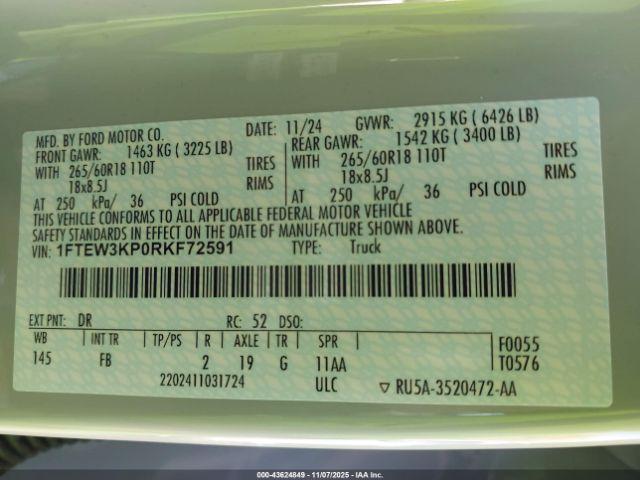 MFD. BY FORD MOTOR CO. DATE: 11/24 GVWR: 2915 KG ( 6426 LB)
FRONT GAWR: 1463 KG ( 3225 LB) REAR GAWR: 1542 KG ( 3400 LB)
WITH 265/60R18 110T TIRES WITH 265/60R18 110T TIRES
18x8.5J RIMS 18x8.5J RIMS
AT 250 kPa/ 36 PSI COLD AT 250 kPa/ 36 PSI COLD
THIS VEHICLE CONFORMS TO ALL APPLICABLE FEDERAL MOTOR VEHICLE
SAFETY STANDARDS IN EFFECT ON DATE OF MANUFACTURE SHOWN ABOVE.
VIN: 1FTEW3KP0RKF72591 TYPE: Truck
EXT PNT: DR RC: 52 DSO:
WB INT TR TP/PS R AXLE TR SPR F0055
145 FB 2 19 G 11AA T0576
2202411031724 ULC ▽ RU5A-3520472-AA
000-43624849 - 11/07/2025 - IAA Inc.